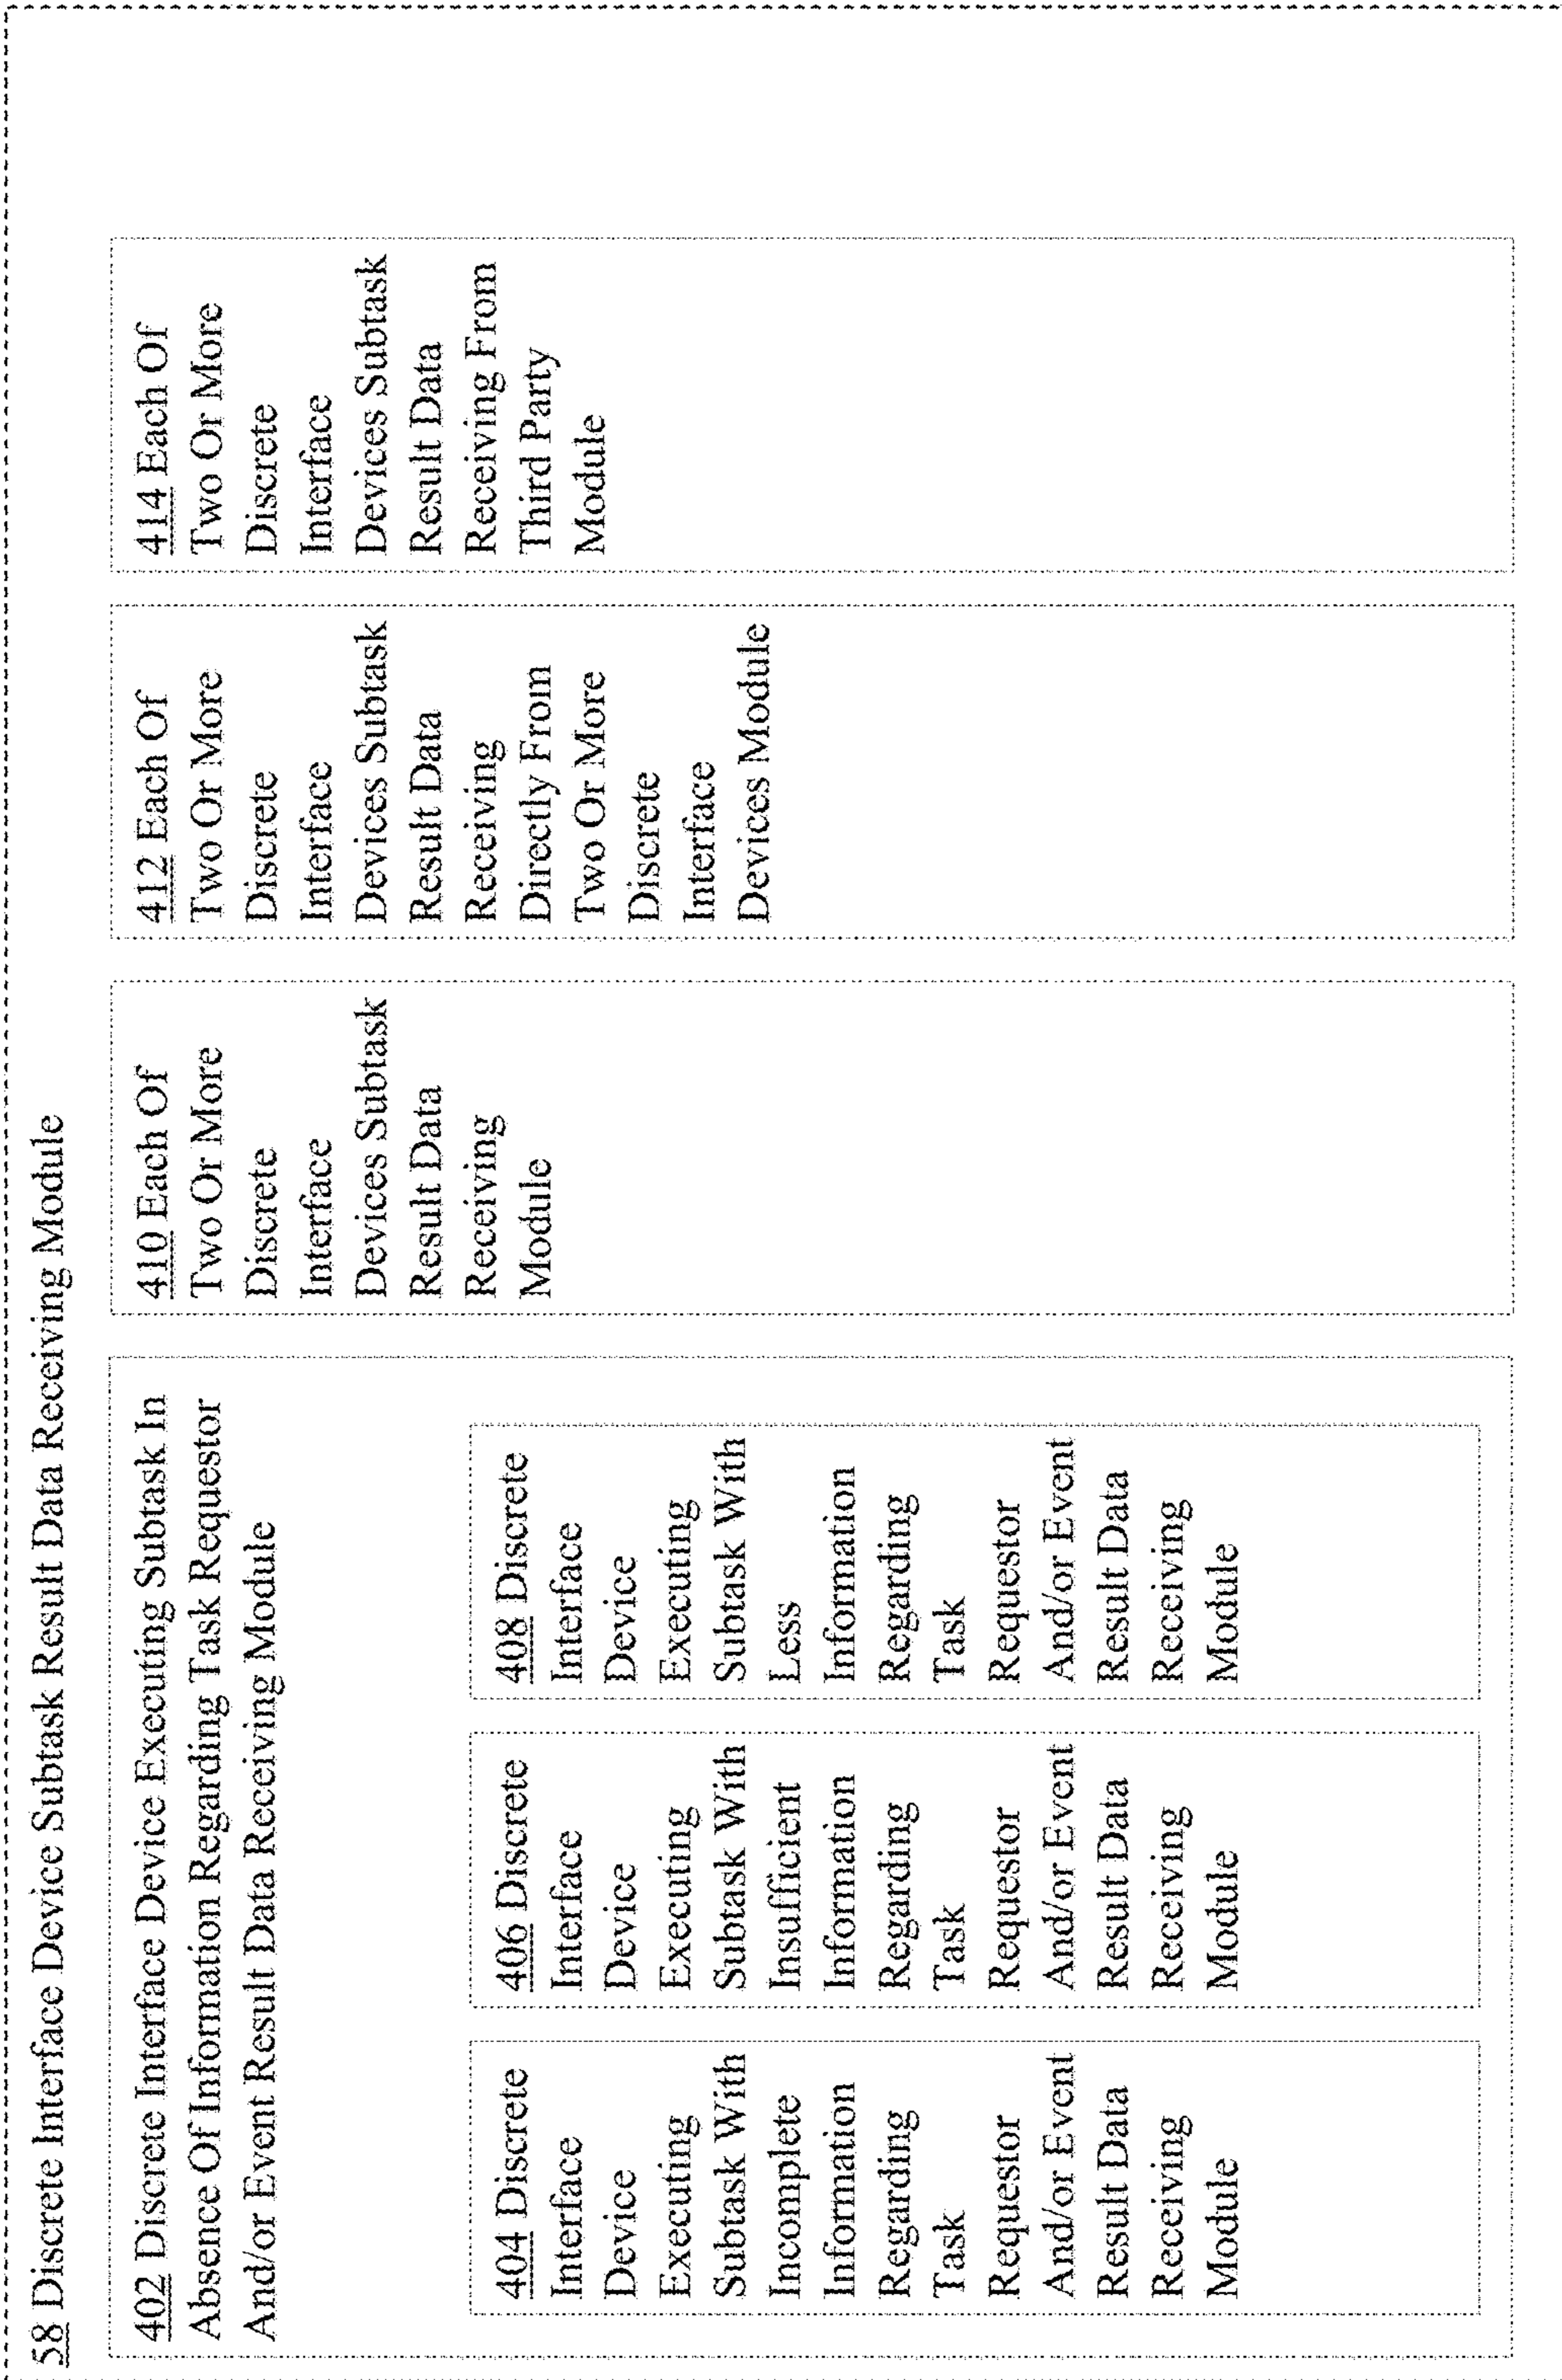 58 Discrete Interface Device Subtask Result Data Receiving Module
402 Discrete Interface Device Executing Subtask In
Absence Of Information Regarding Task Requestor
And/or Event Result Data Receiving Module
404 Discrete
Interface
Device
Executing
Subtask With
Incomplete
Information
Regarding
Task
Requestor
And/or Event
Result Data
Receiving
Module
406 Discrete
Interface
Device
Executing
Subtask With
Insufficient
Information
Regarding
Task
Requestor
And/or Event
Result Data
Receiving
Module
408 Discrete
Interface
Device
Executing
Subtask With
Less
Information
Regarding
Task
Requestor
And/or Event
Result Data
Receiving
Module
410 Each Of
Two Or More
Discrete
Interface
Devices Subtask
Result Data
Receiving
Module
412 Each Of
Two Or More
Discrete
Interface
Devices Subtask
Result Data
Receiving
Directly From
Two Or More
Discrete
Interface
Devices Module
414 Each Of
Two Or More
Discrete
Interface
Devices Subtask
Result Data
Receiving From
Third Party
Module